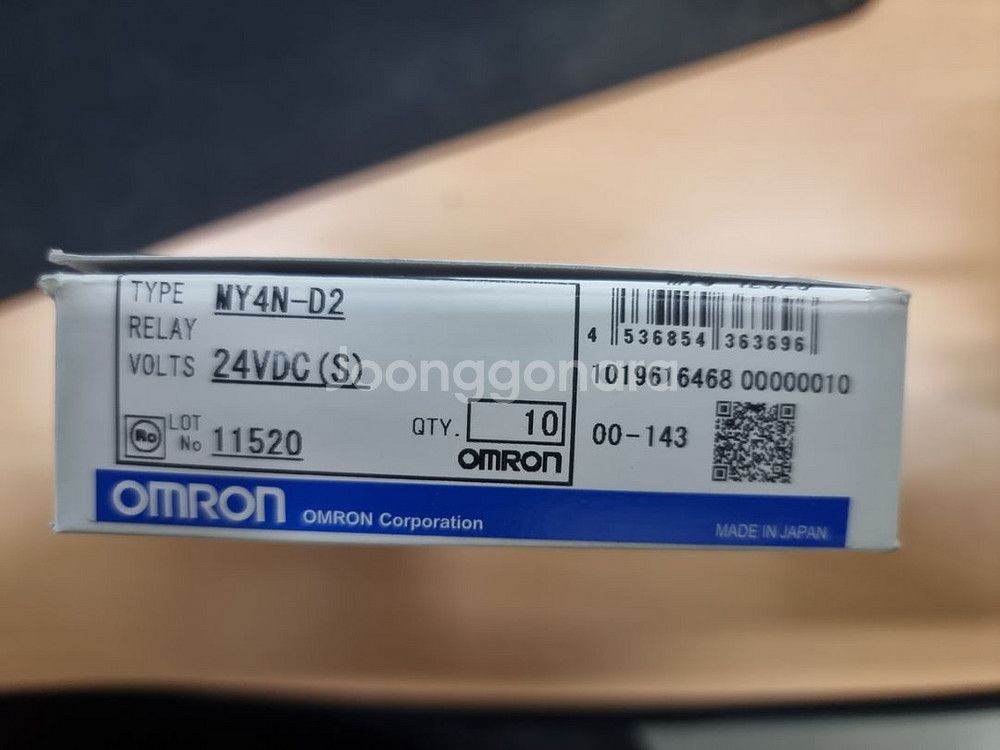 TYPE MY4N-D2
RELAY
VOLTS 24VDC(S)
LOT
No 11520
QTY. 10
OMRON
4 536854 363696
1019616468 00000010
00-143
OMRON OMRON Corporation
MADE IN JAPAN
Joonggonara